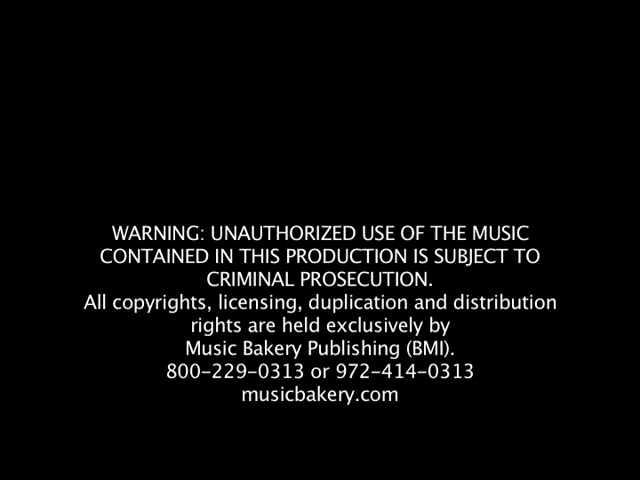 WARNING: UNAUTHORIZED USE OF THE MUSIC
CONTAINED IN THIS PRODUCTION IS SUBJECT TO
CRIMINAL PROSECUTION.
All copyrights, licensing, duplication and distribution
rights are held exclusively by
Music Bakery Publishing (BMI).
800-229-0313 or 972-414-0313
musicbakery.com